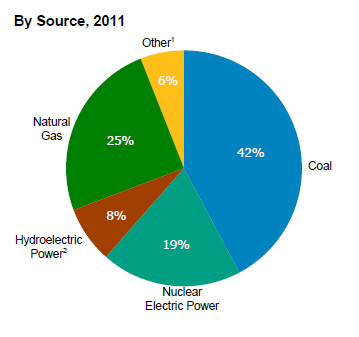 By Source, 2011
Other¹
6%
Natural
Gas
25%
42%
Coal
8%
Hydroelectric
Power²
19%
Nuclear
Electric Power